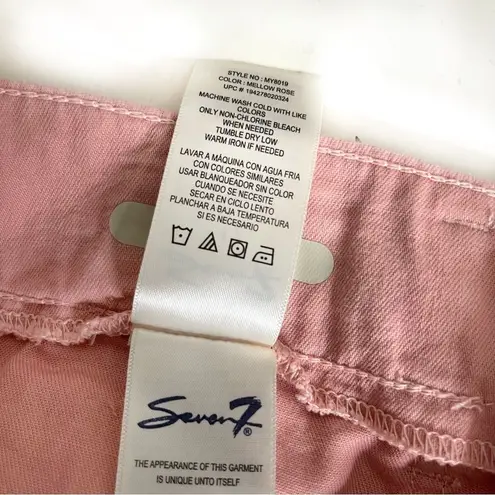 STYLE NO : MY8019
COLOR : MELLOW ROSE
UPC # 194278020324
MACHINE WASH COLD WITH LIKE
COLORS
ONLY NON-CHLORINE BLEACH
WHEN NEEDED
TUMBLE DRY LOW
WARM IRON IF NEEDED
LAVAR A MÁQUINA CON AGUA FRIA
CON COLORES SIMILARES
USAR BLANQUEADOR SIN COLOR
CUANDO SE NECESITE
SECAR EN CICLO LENTO
PLANCHAR A BAJA TEMPERATURA
SI ES NECESARIO
Seven7®
THE APPEARANCE OF THIS GARMENT
IS UNIQUE UNTO ITSELF